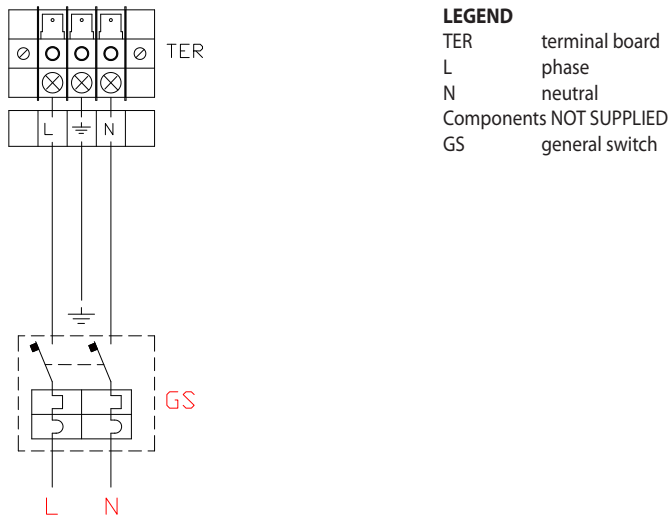 TER
L N
GS
L N
LEGEND
TER terminal board
L phase
N neutral
Components NOT SUPPLIED
GS general switch